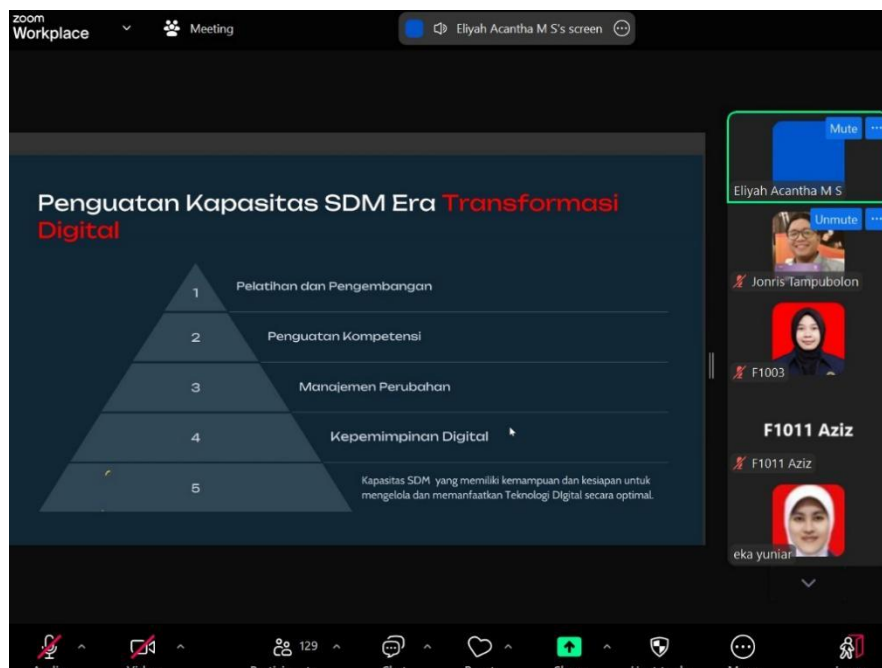 zoom
Workplace
Meeting
Eliyah Acantha M S's screen
Penguatan Kapasitas SDM Era Transformasi
Digital
1
Pelatihan dan Pengembangan
2
Penguatan Kompetensi
3
Manajemen Perubahan
4
Kepemimpinan Digital
5
Kapasitas SDM yang memiliki kemampuan dan kesiapan untuk
mengelola dan memanfaatkan Teknologi DIgital secara optimal.
Mute
Eliyah Acantha M S
Unmute
Jonris Tampubolon
F1003
F1011 Aziz
F1011 Aziz
eka yuniar
129